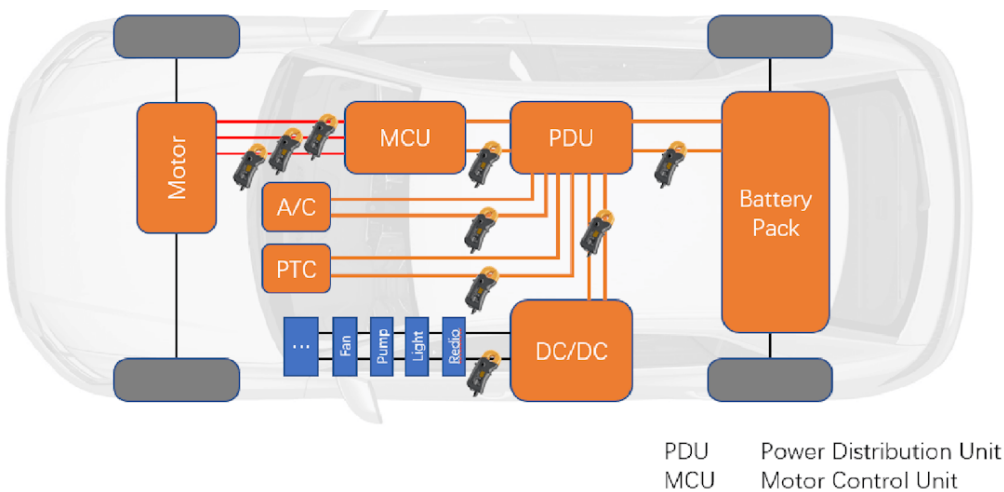 Motor
MCU
PDU
Battery
Pack
A/C
PTC
...
Fan
Pump
Light
Redio
DC/DC
PDU Power Distribution Unit
MCU Motor Control Unit